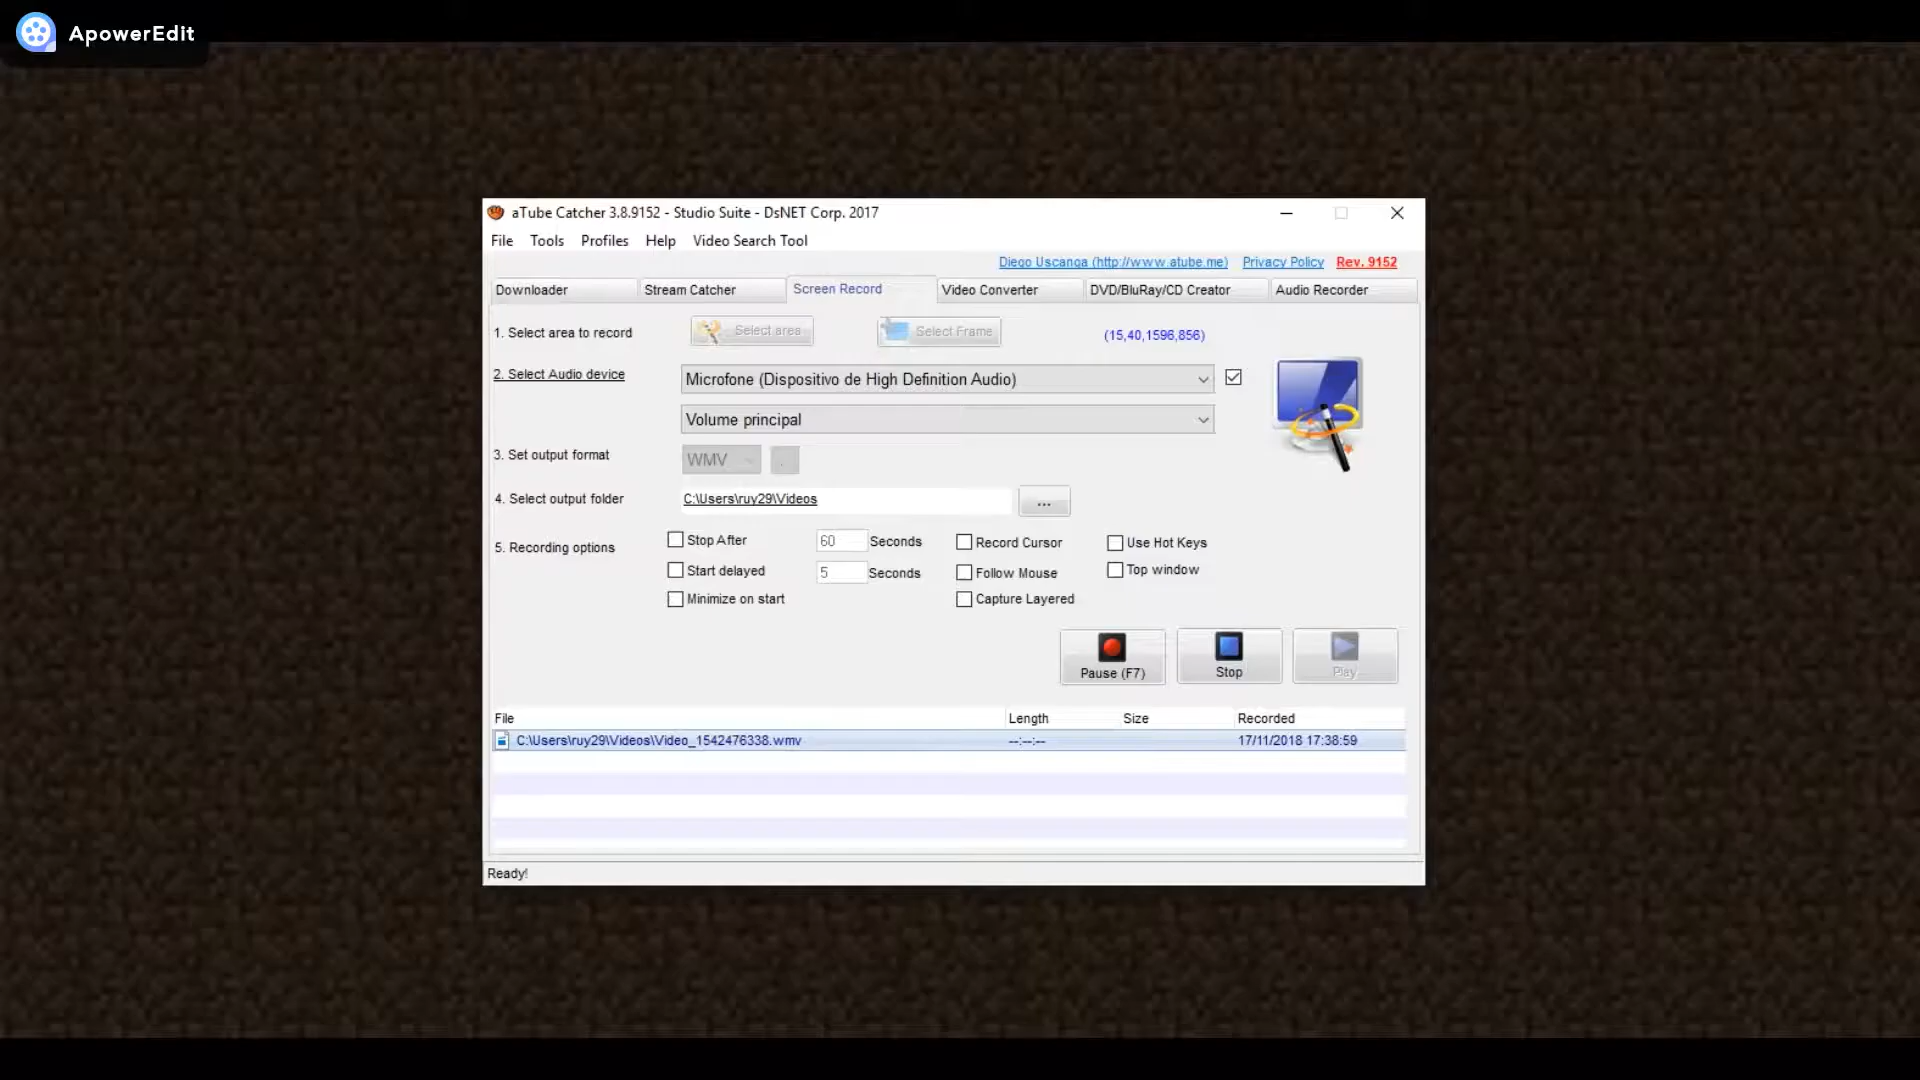 ApowerEdit
aTube Catcher 3.8.9152 - Studio Suite - DsNET Corp. 2017
File Tools Profiles Help Video Search Tool
Diego Uscanga (http://www.atube.me) Privacy Policy Rev. 9152
Downloader Stream Catcher Screen Record Video Converter DVD/BluRay/CD Creator Audio Recorder
1. Select area to record Select area Select Frame (15,40,1596,856)
2. Select Audio device Microfone (Dispositivo de High Definition Audio)
Volume principal
3. Set output format WMV .
4. Select output folder C:\Users\ruy29\Videos ...
5. Recording options
Stop After 60 Seconds Record Cursor Use Hot Keys
Start delayed 5 Seconds Follow Mouse Top window
Minimize on start Capture Layered
Pause (F7) Stop Play
File Length Size Recorded
C:\Users\ruy29\Videos\Video_1542476338.wmv --:--:-- 17/11/2018 17:38:59
Ready!